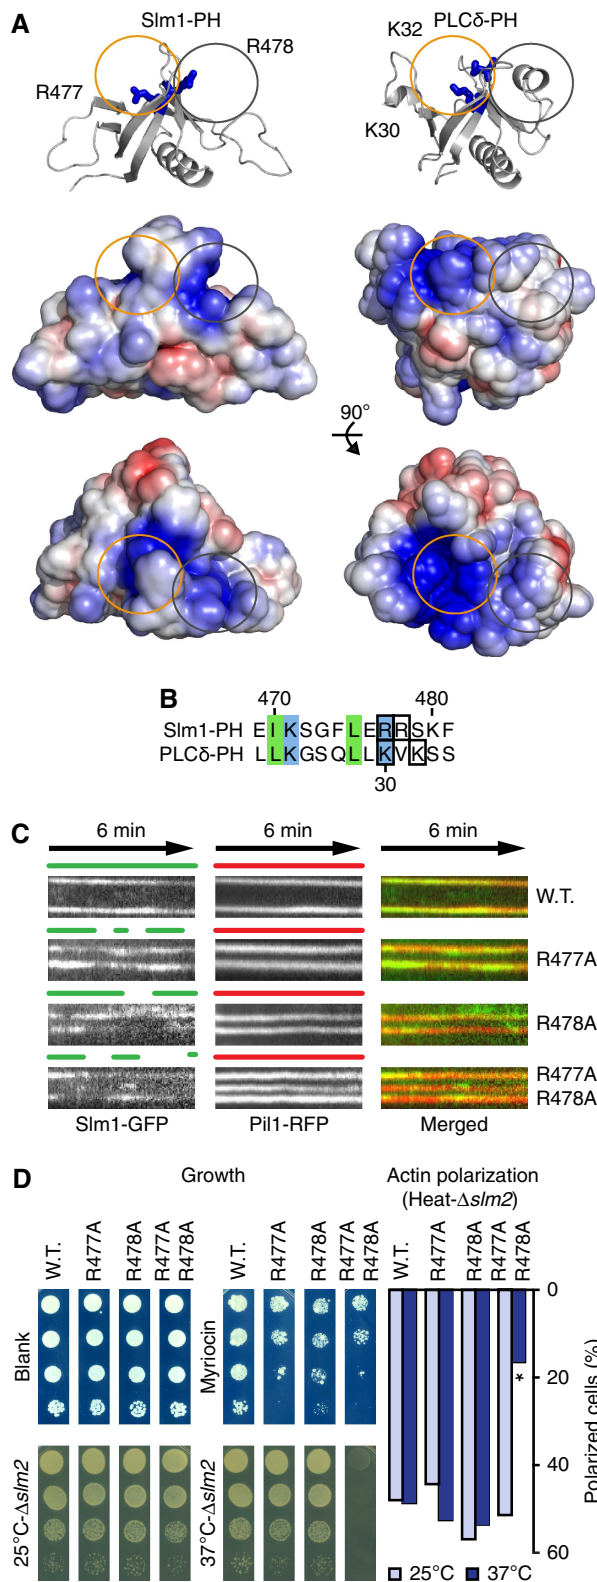 A
Slm1-PH
PLCδ-PH
R478
K32
R477
K30
90°
B
470
480
Slm1-PH
EIKSGFLERRSKF
PLCδ-PH
LLKGSQLLKVKSS
30
C
6 min
6 min
6 min
W.T.
R477A
R478A
R477A
R478A
Slm1-GFP
Pil1-RFP
Merged
D
Growth
Actin polarization
(Heat-Δslm2)
W.T.
R477A
R478A
R477A
R478A
W.T.
R477A
R478A
R477A
R478A
W.T.
R477A
R478A
R477A
R478A
Blank
Myriocin
25°C-Δslm2
37°C-Δslm2
0
20
*
40
60
Polarized cells (%)
25°C
37°C